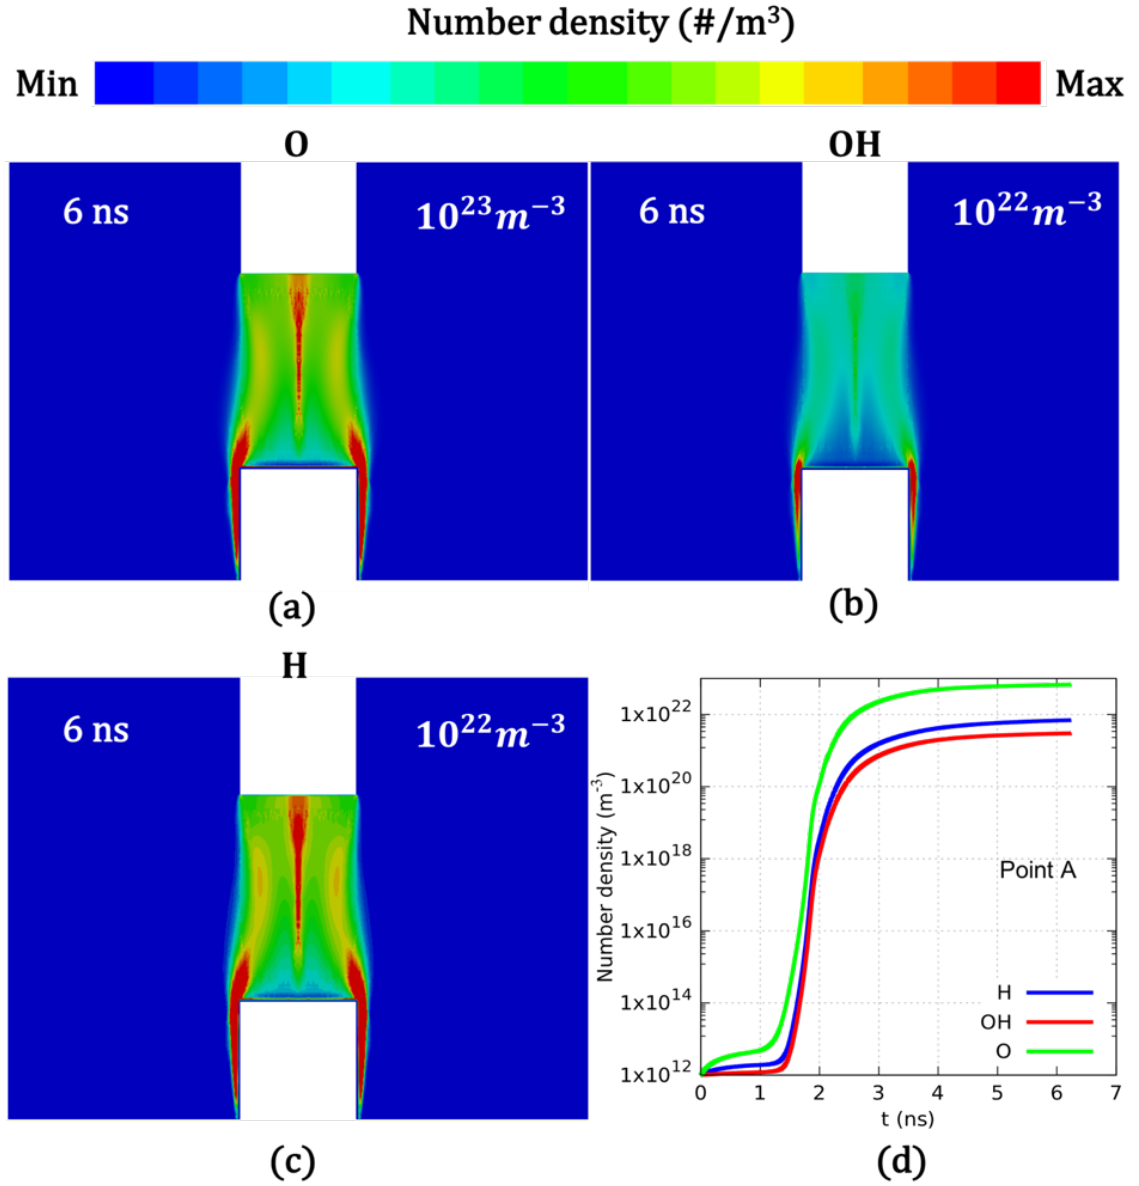 Number density (#/m³)
Min Max
O OH
6 ns 10²³m⁻³ 6 ns 10²²m⁻³
(a) (b)
H
6 ns 10²²m⁻³
Number density (m⁻³)
1x10²²
1x10²⁰
1x10¹⁸
1x10¹⁶
1x10¹⁴
1x10¹²
Point A
H
OH
O
0 1 2 3 4 5 6 7
t (ns)
(c) (d)